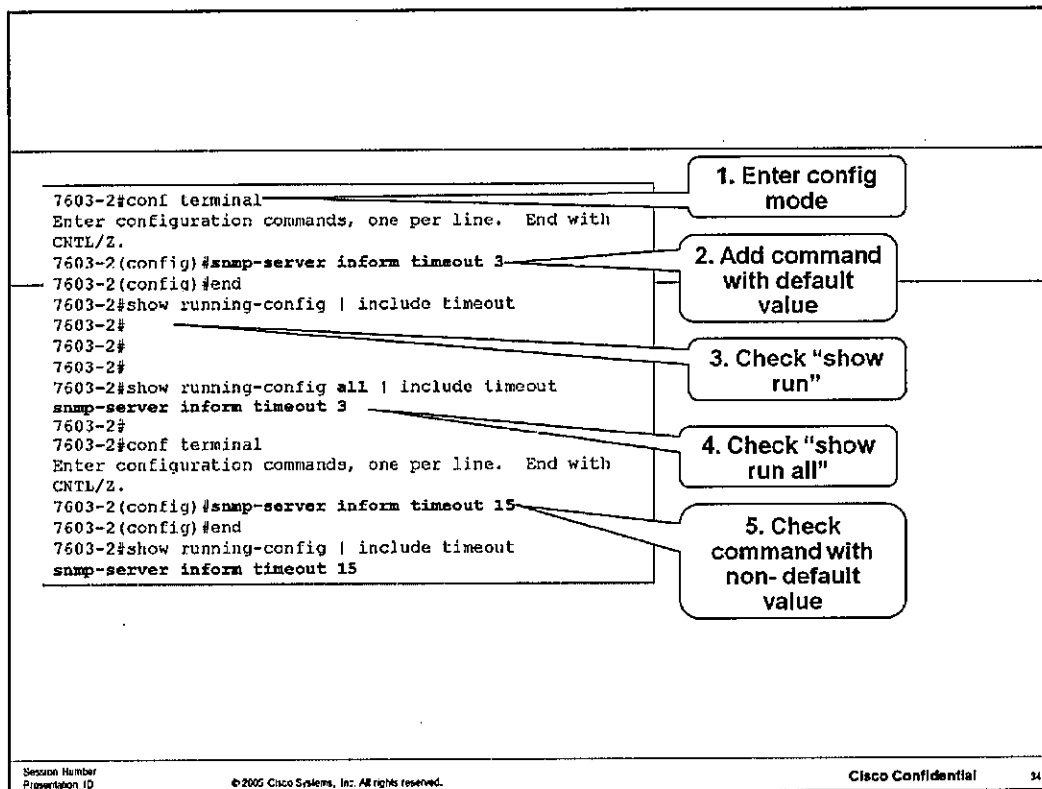 7603-2#conf terminal
Enter configuration commands, one per line. End with
CNTL/Z.
7603-2(config)#snmp-server inform timeout 3
7603-2(config)#end
7603-2#show running-config | include timeout
7603-2#
7603-2#
7603-2#
7603-2#show running-config all | include timeout
snmp-server inform timeout 3
7603-2#
7603-2#conf terminal
Enter configuration commands, one per line. End with
CNTL/Z.
7603-2(config)#snmp-server inform timeout 15
7603-2(config)#end
7603-2#show running-config | include timeout
snmp-server inform timeout 15
1. Enter config
mode
2. Add command
with default
value
3. Check “show
run”
4. Check “show
run all”
5. Check
command with
non- default
value
Session Number
Presentation ID
© 2005 Cisco Systems, Inc. All rights reserved.
Cisco Confidential
34